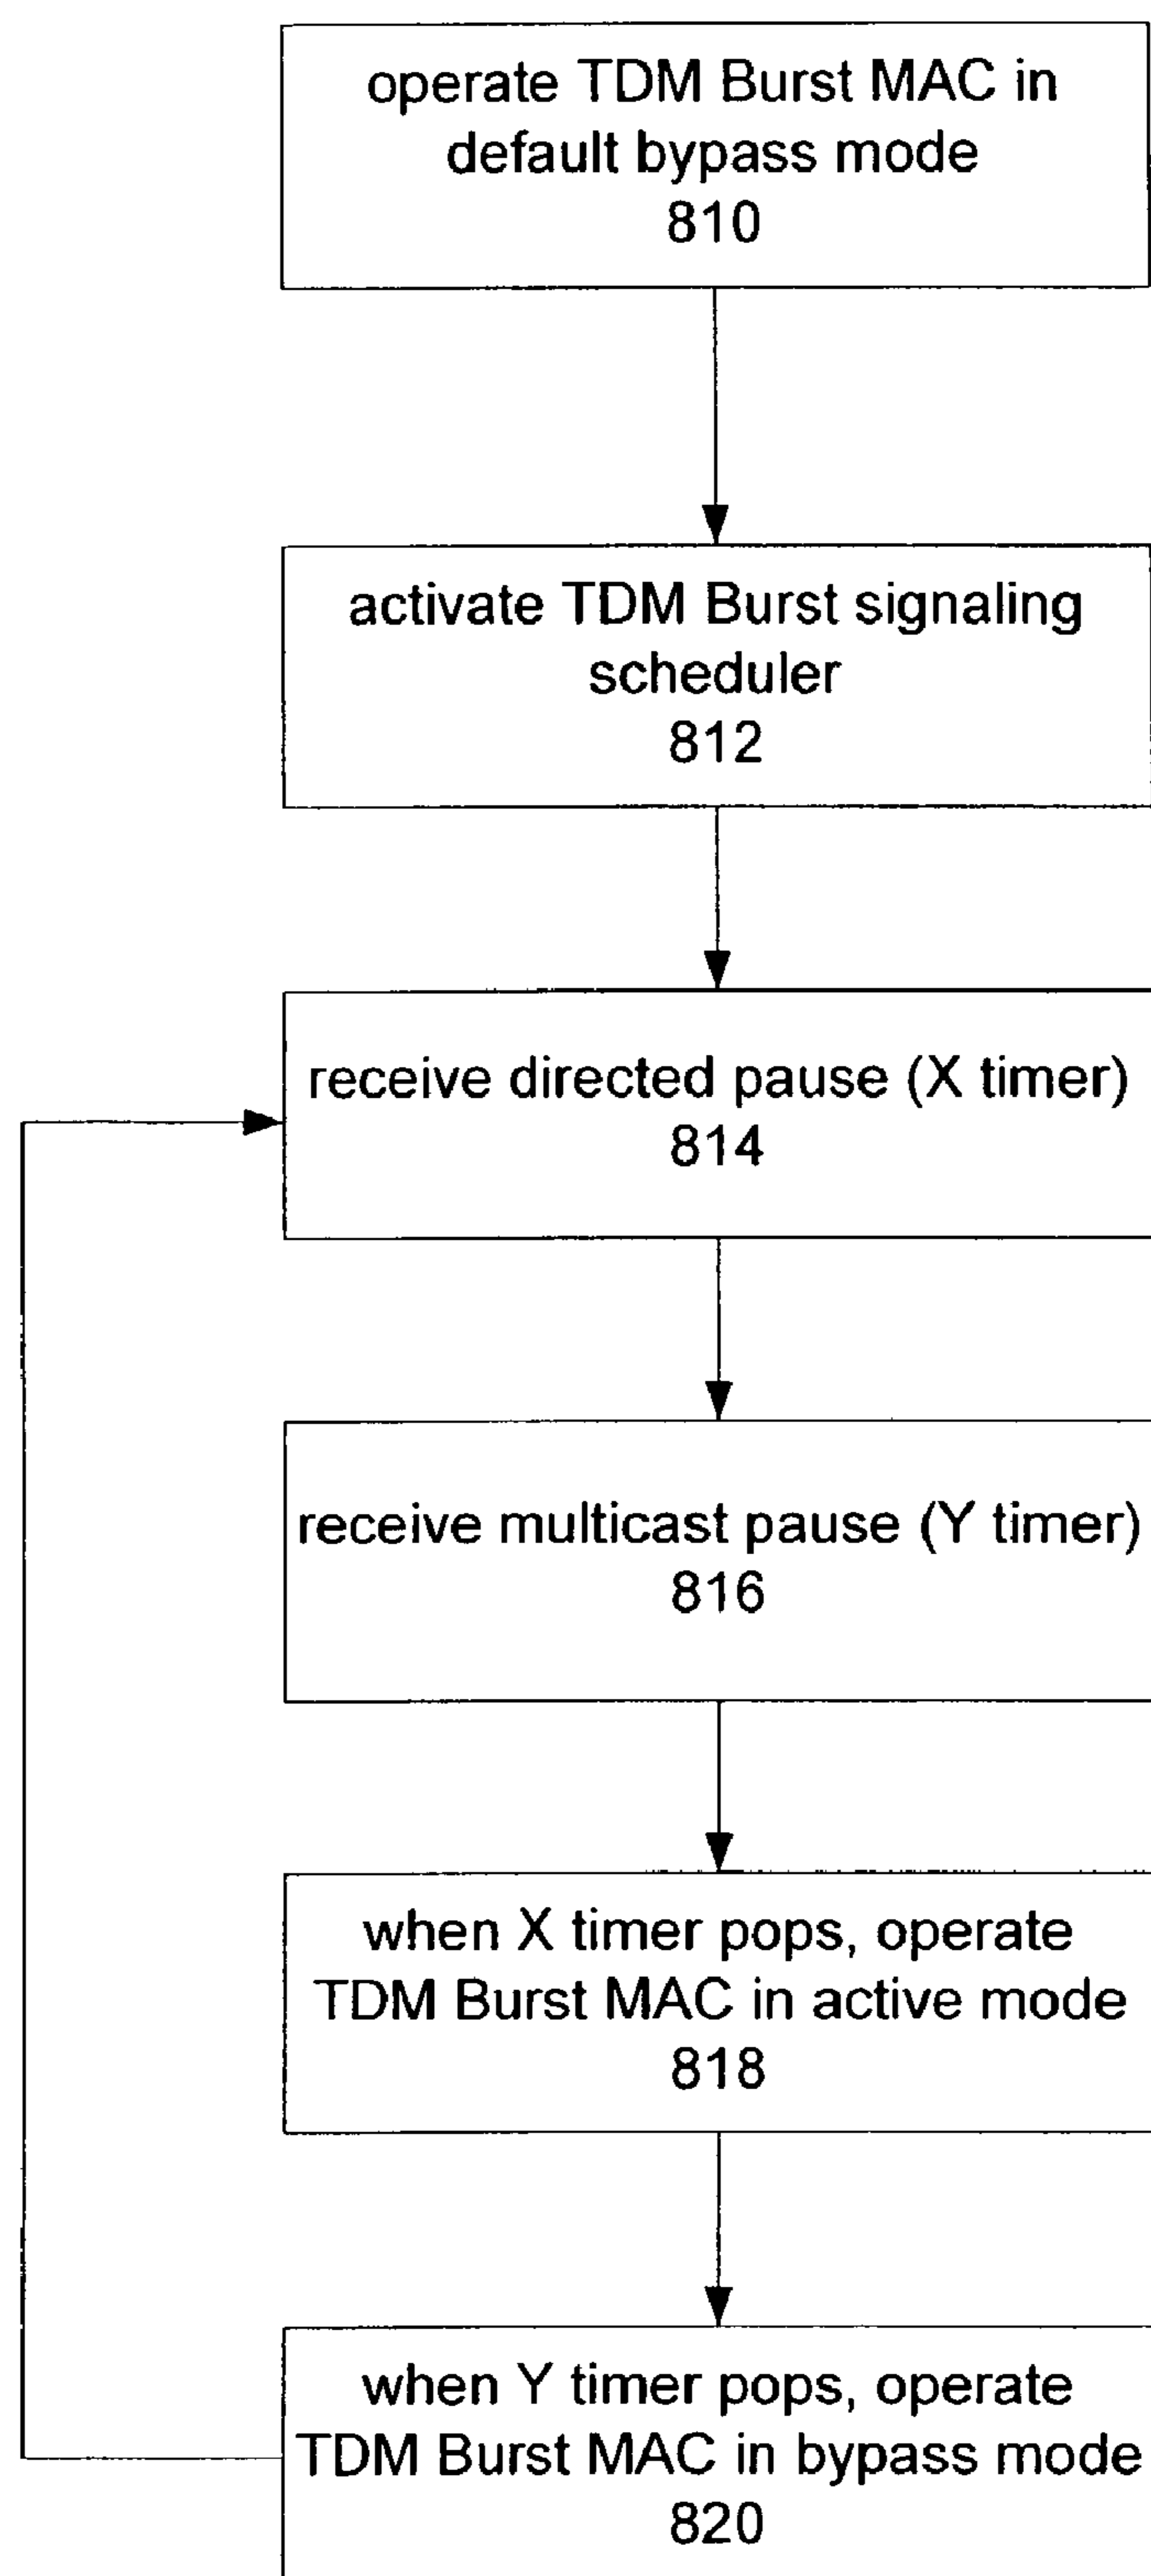 operate TDM Burst MAC in
default bypass mode
810
activate TDM Burst signaling
scheduler
812
receive directed pause (X timer)
814
receive multicast pause (Y timer)
816
when X timer pops, operate
TDM Burst MAC in active mode
818
when Y timer pops, operate
TDM Burst MAC in bypass mode
820